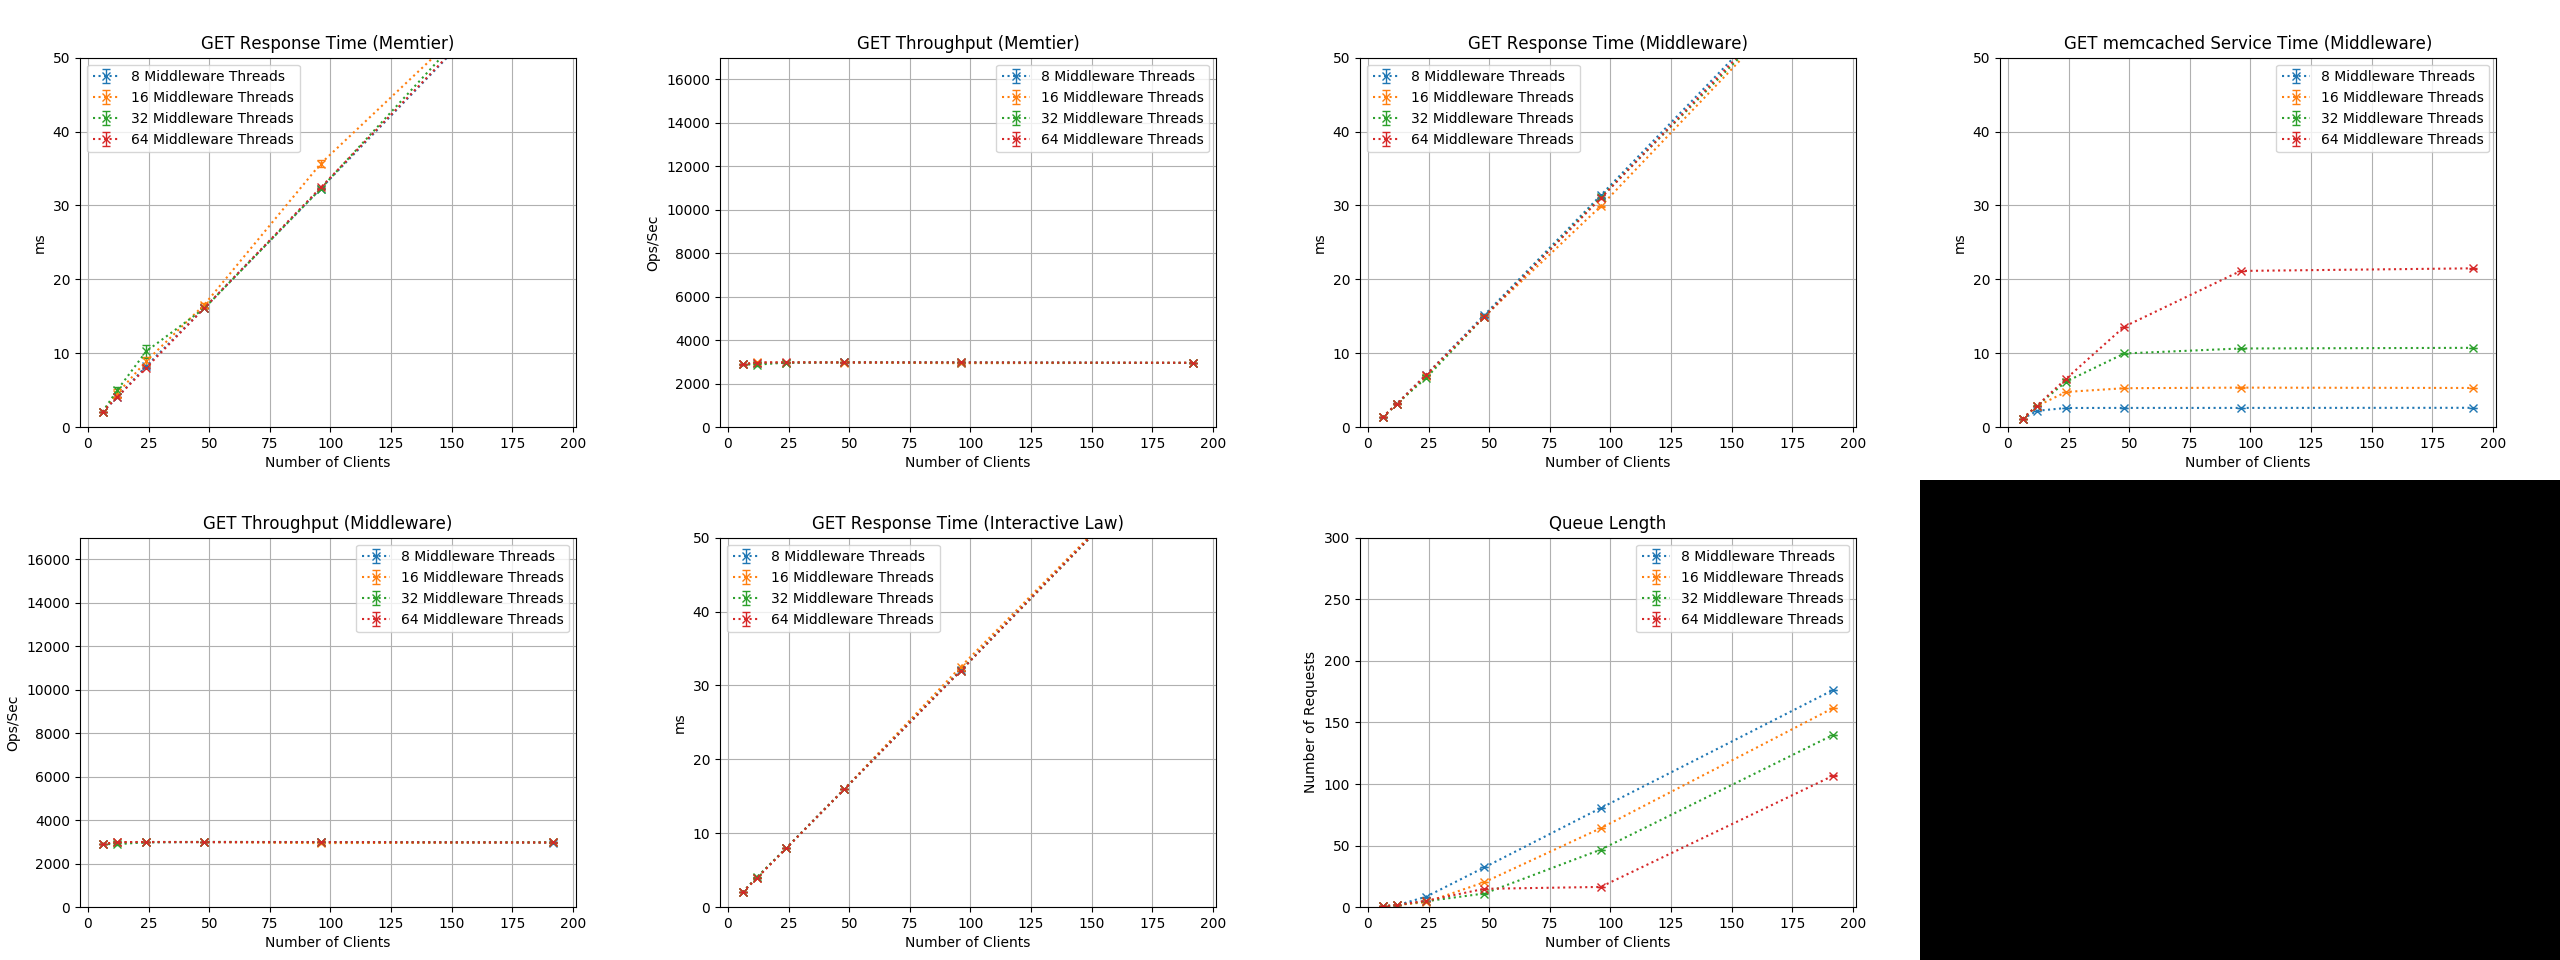 GET Response Time (Memtier)
50
40
30
20
10
0
ms
8 Middleware Threads
16 Middleware Threads
32 Middleware Threads
64 Middleware Threads
0 25 50 75 100 125 150 175 200
Number of Clients
GET Throughput (Memtier)
16000
14000
12000
10000
8000
6000
4000
2000
0
Ops/Sec
8 Middleware Threads
16 Middleware Threads
32 Middleware Threads
64 Middleware Threads
0 25 50 75 100 125 150 175 200
Number of Clients
GET Response Time (Middleware)
50
40
30
20
10
0
ms
8 Middleware Threads
16 Middleware Threads
32 Middleware Threads
64 Middleware Threads
0 25 50 75 100 125 150 175 200
Number of Clients
GET memcached Service Time (Middleware)
50
40
30
20
10
0
ms
8 Middleware Threads
16 Middleware Threads
32 Middleware Threads
64 Middleware Threads
0 25 50 75 100 125 150 175 200
Number of Clients
GET Throughput (Middleware)
16000
14000
12000
10000
8000
6000
4000
2000
0
Ops/Sec
8 Middleware Threads
16 Middleware Threads
32 Middleware Threads
64 Middleware Threads
0 25 50 75 100 125 150 175 200
Number of Clients
GET Response Time (Interactive Law)
50
40
30
20
10
0
ms
8 Middleware Threads
16 Middleware Threads
32 Middleware Threads
64 Middleware Threads
0 25 50 75 100 125 150 175 200
Number of Clients
Queue Length
300
250
200
150
100
50
0
Number of Requests
8 Middleware Threads
16 Middleware Threads
32 Middleware Threads
64 Middleware Threads
0 25 50 75 100 125 150 175 200
Number of Clients